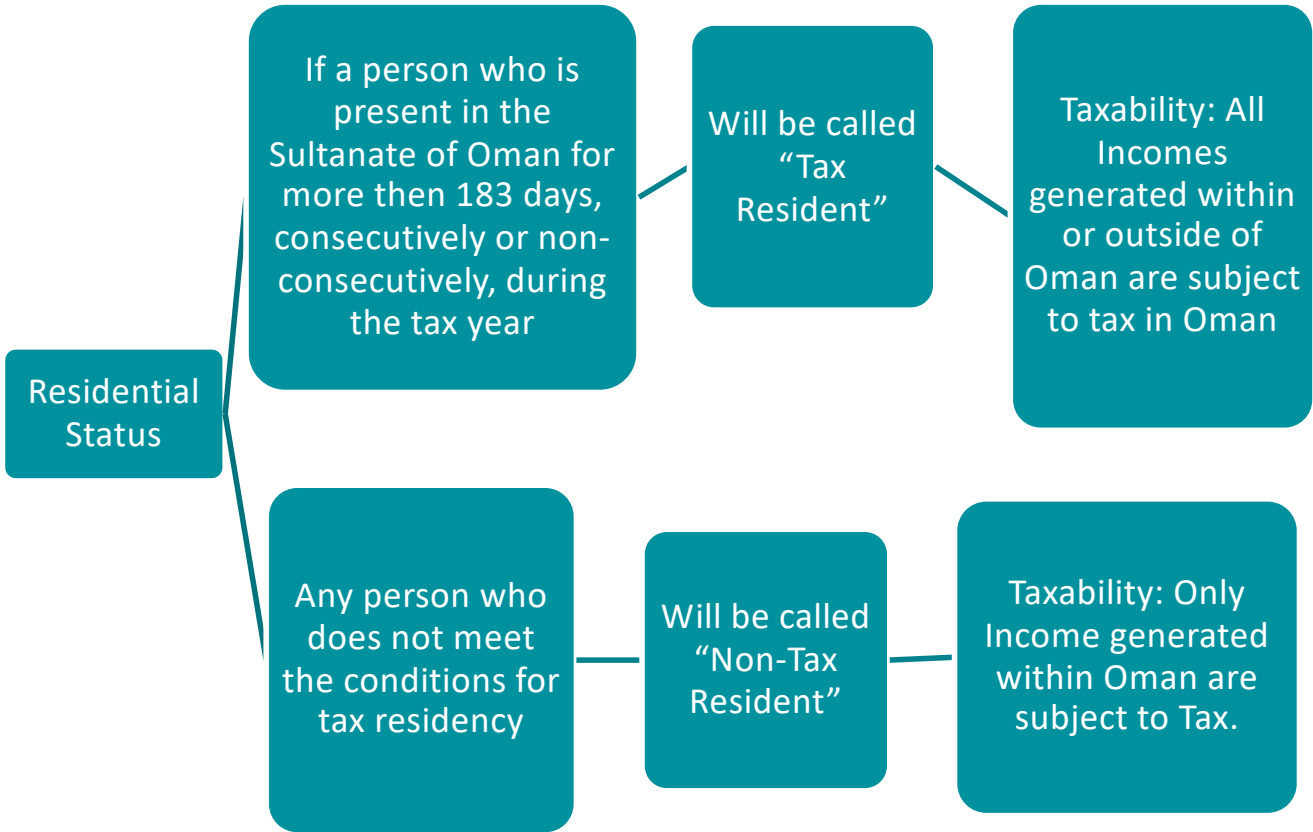 Residential
Status
If a person who is
present in the
Sultanate of Oman for
more then 183 days,
consecutively or non-
consecutively, during
the tax year
Will be called
“Tax
Resident”
Taxability: All
Incomes
generated within
or outside of
Oman are subject
to tax in Oman
Any person who
does not meet
the conditions for
tax residency
Will be called
“Non-Tax
Resident”
Taxability: Only
Income generated
within Oman are
subject to Tax.